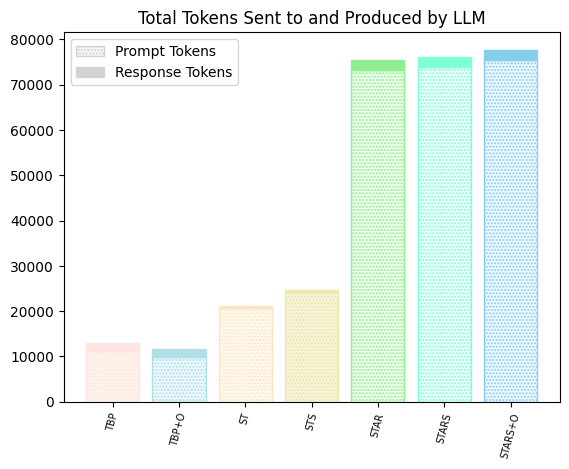 Total Tokens Sent to and Produced by LLM
Prompt Tokens
Response Tokens
80000
70000
60000
50000
40000
30000
20000
10000
0
TBP
TBP+O
ST
STS
STAR
STARS
STARS+O